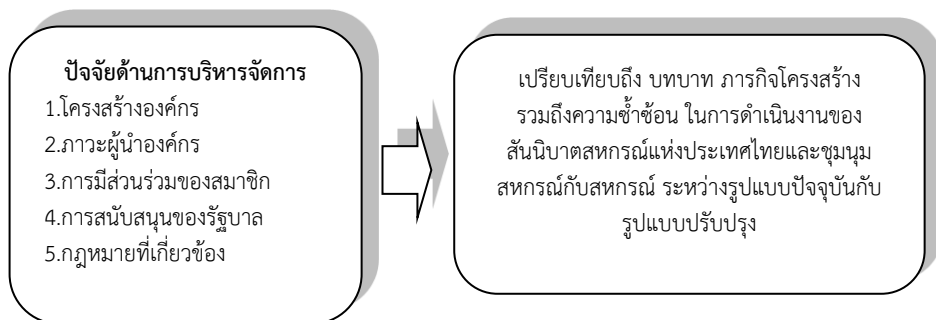 ปัจจัยด้านการบริหารจัดการ
1.โครงสร้างองค์กร
2.ภาวะผู้นำองค์กร
3.การมีส่วนร่วมของสมาชิก
4.การสนับสนุนของรัฐบาล
5.กฎหมายที่เกี่ยวข้อง
เปรียบเทียบถึง บทบาท ภารกิจโครงสร้าง
รวมถึงความซ้ำซ้อน ในการดำเนินงานของ
สันนิบาตสหกรณ์แห่งประเทศไทยและชุมนุม
สหกรณ์กับสหกรณ์ ระหว่างรูปแบบปัจจุบันกับ
รูปแบบปรับปรุง